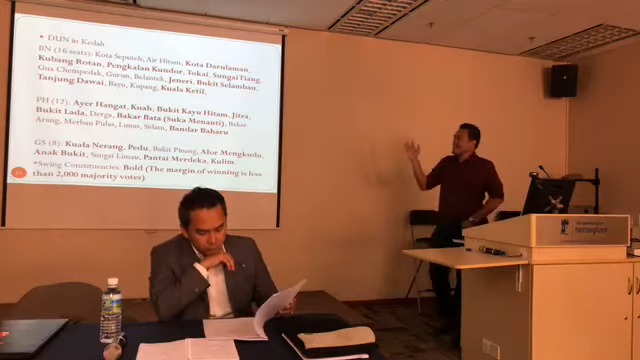 • DUN in Kedah
BN (16 seats): Kota Seputeh, Air Hitam, Kota Darulaman,
Kubang Rotan, Pengkalan Kundor, Tokai, Sungai Tiang,
Gua Chempedak, Gurun, Belantek, Jeneri, Bukit Selambau,
Tanjung Dawai, Bayu, Kupang, Kuala Ketil,
PH (12): Ayer Hangat, Kuah, Bukit Kayu Hitam, Jitra,
Bukit Lada, Derga, Bakar Bata (Suka Menanti), Bakar
Arang, Merbau Pulas, Lunas, Sidam, Bandar Baharu
GS (8): Kuala Nerang, Pedu, Bukit Pinang, Alor Mengkudu,
Anak Bukit, Sungai Limau, Pantai Merdeka, Kulim
*Swing Constituencies: Bold (The margin of winning is less
than 2,000 majority votes)
Nottingham